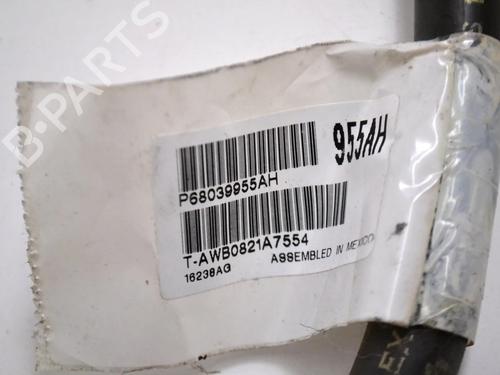 B-PARTS
955AH
P68039955AH
T-AWB0821A7554
16238AG ASSEMBLED IN MEXICO